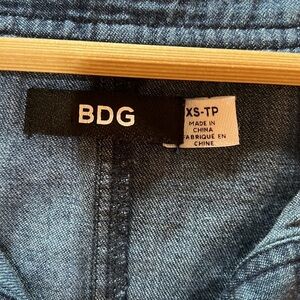 BDG
XS-TP
MADE IN
CHINA
FABRIQUE EN
CHINE